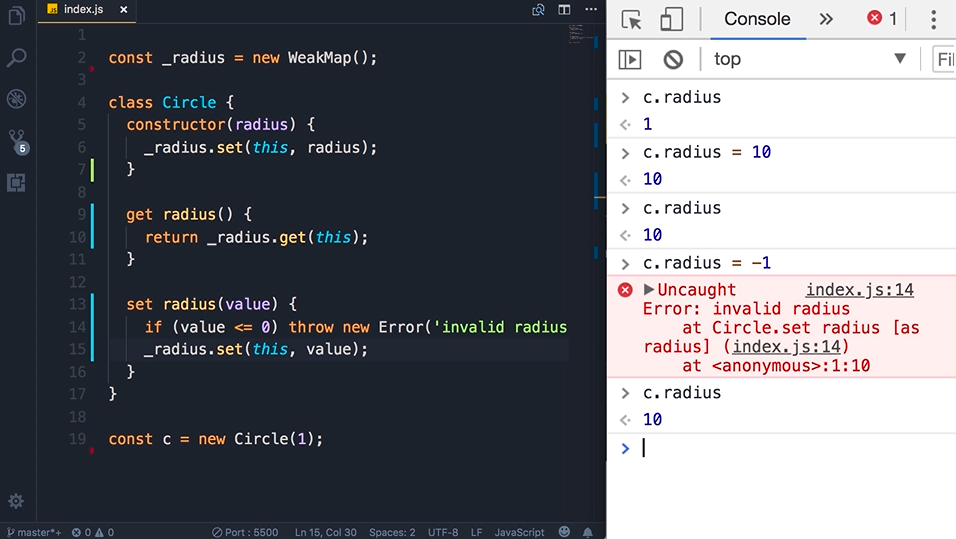 index.js ×
1
2 const _radius = new WeakMap();
3
4 class Circle {
5 constructor(radius) {
6 _radius.set(this, radius);
7 }
8
9 get radius() {
10 return _radius.get(this);
11 }
12
13 set radius(value) {
14 if (value <= 0) throw new Error('invalid radius
15 _radius.set(this, value);
16 }
17 }
18
19 const c = new Circle(1);
5
master*+ 0 0 Port : 5500 Ln 15, Col 30 Spaces: 2 UTF-8 LF JavaScript
Console » 1
top Fil
> c.radius
1
> c.radius = 10
10
> c.radius
10
> c.radius = -1
Uncaught index.js:14
Error: invalid radius
at Circle.set radius [as
radius] (index.js:14)
at <anonymous>:1:10
> c.radius
10
>